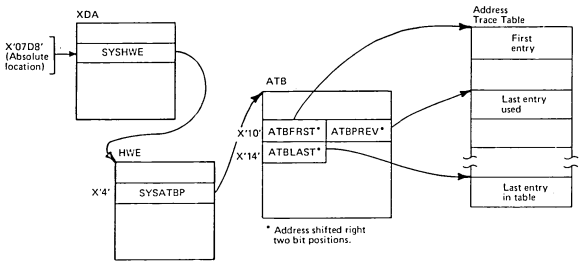 XDA
X'07D8'
(Absolute
location)
SYSHWE
HWE
X'4'
SYSATBP
ATB
X'10'
ATBFRST* ATBPREV*
X'14'
ATBLAST*
* Address shifted right
two bit positions.
Address
Trace Table
First
entry
Last entry
used
Last entry
in table